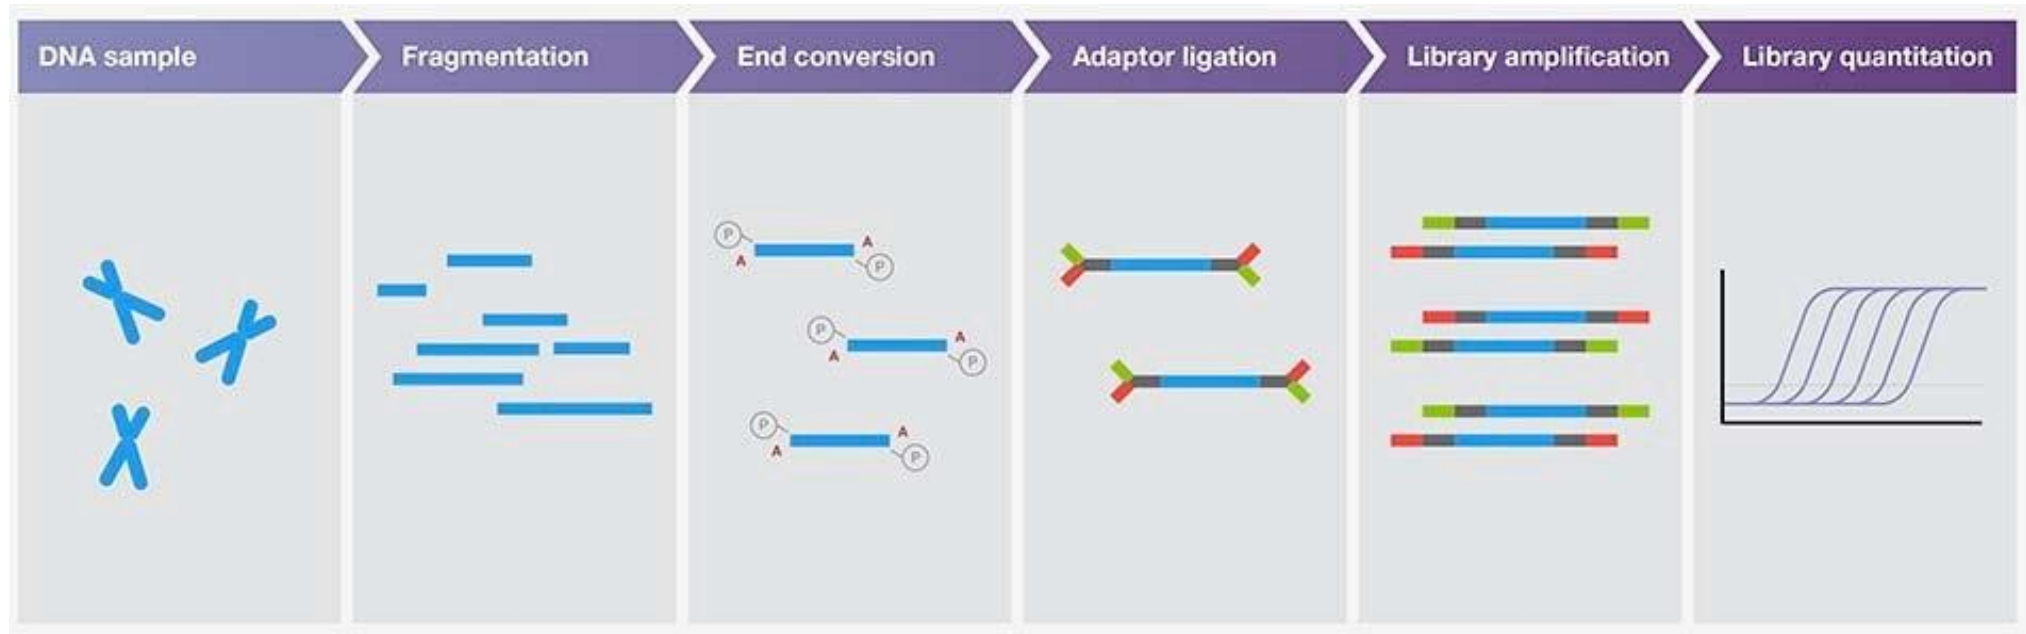 DNA sample
Fragmentation
End conversion
Adaptor ligation
Library amplification
Library quantitation
P
A
A
P
P
A
A
P
P
A
A
P